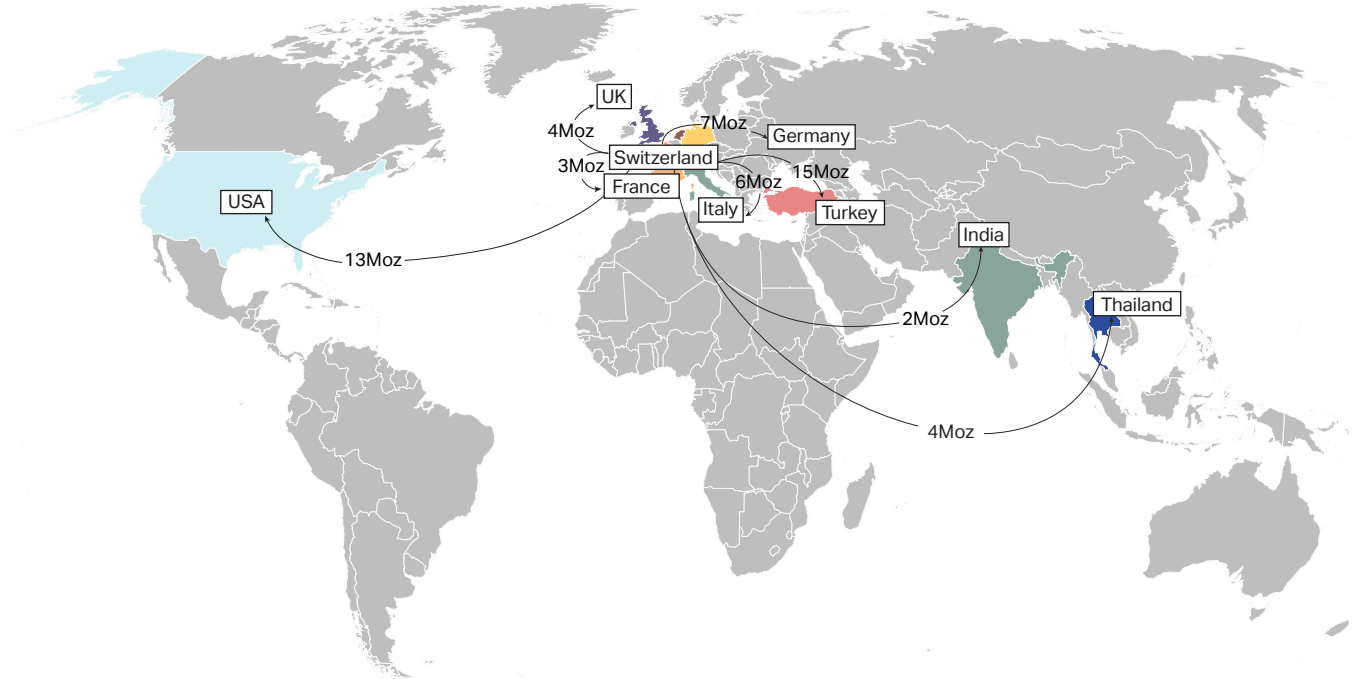 UK
4Moz
7Moz
Germany
Switzerland
3Moz
15Moz
6Moz
France
USA
Italy
Turkey
India
13Moz
Thailand
2Moz
4Moz